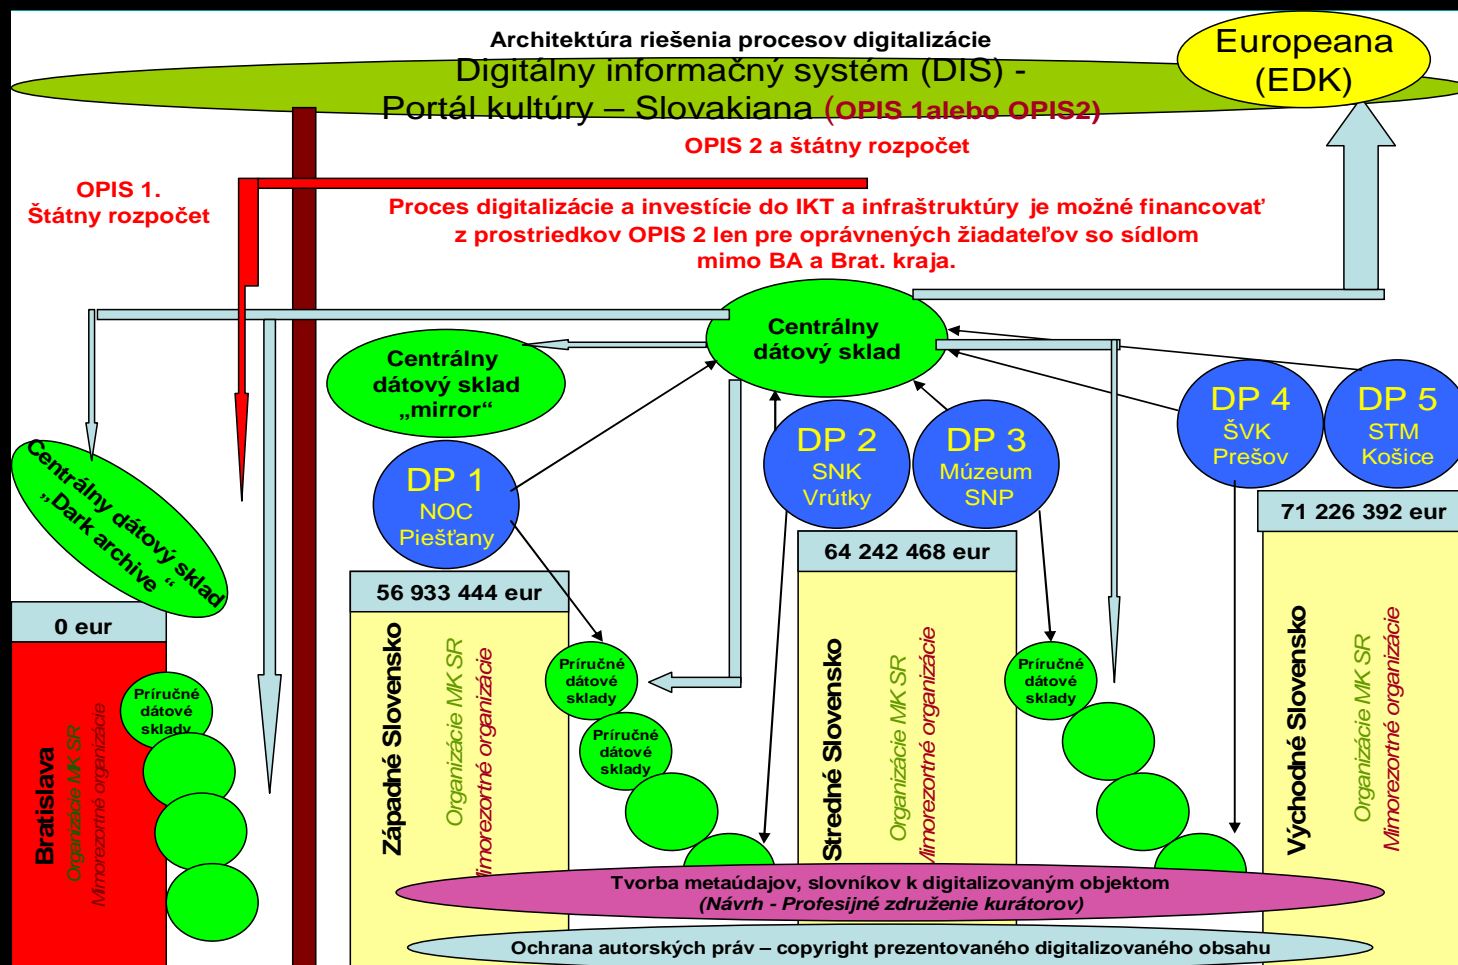 Architektúra riešenia procesov digitalizácie
Digitálny informačný systém (DIS) -
Portál kultúry – Slovakiana (OPIS 1alebo OPIS2)
Europeana
(EDK)
OPIS 2 a štátny rozpočet
OPIS 1.
Štátny rozpočet
Proces digitalizácie a investície do IKT a infraštruktúry je možné financovať
z prostriedkov OPIS 2 len pre oprávnených žiadateľov so sídlom
mimo BA a Brat. kraja.
Centrálny
dátový sklad
Centrálny
dátový sklad
„mirror“
Centrálny dátový sklad
„Dark archive “
DP 1
NOC
Piešťany
DP 2
SNK
Vrútky
DP 3
Múzeum
SNP
DP 4
ŠVK
Prešov
DP 5
STM
Košice
0 eur
56 933 444 eur
64 242 468 eur
71 226 392 eur
Bratislava
Organizácie MK SR
Mimorezortné organizácie
Príručné
dátové
sklady
Západné Slovensko
Organizácie MK SR
Mimorezortné organizácie
Príručné
dátové
sklady
Príručné
dátové
sklady
Stredné Slovensko
Organizácie MK SR
Mimorezortné organizácie
Príručné
dátové
sklady
Východné Slovensko
Organizácie MK SR
Mimorezortné organizácie
Tvorba metaúdajov, slovníkov k digitalizovaným objektom
(Návrh - Profesijné združenie kurátorov)
Ochrana autorských práv – copyright prezentovaného digitalizovaného obsahu